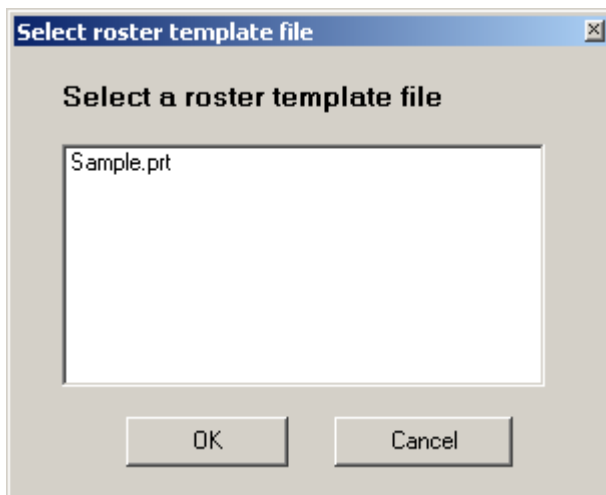 Select roster template file
Select a roster template file
Sample.prt
OK
Cancel